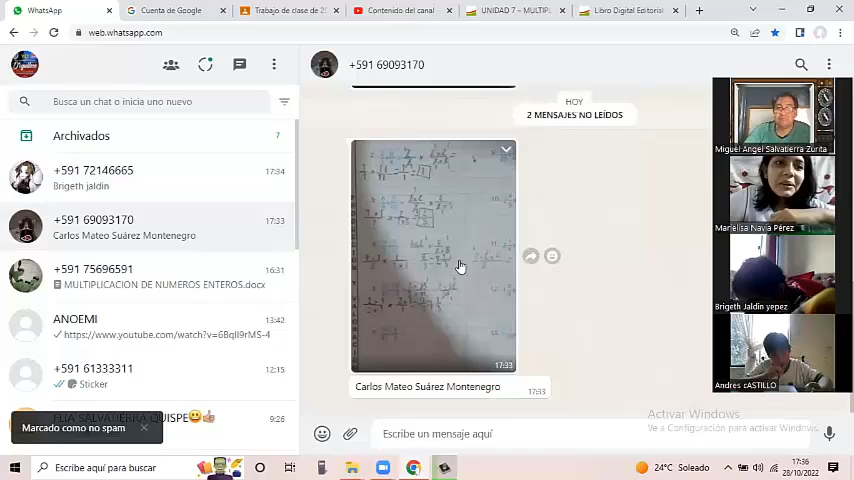 WhatsApp
Cuenta de Google
Trabajo de clase de 2
Contenido del canal
UNIDAD 7 – MULTIPL
Libro Digital Editorial
web.whatsapp.com
+591 69093170
Busca un chat o inicia uno nuevo
HOY
2 MENSAJES NO LEÍDOS
Archivados
7
+591 72146665
17:34
Brigeth jaldin
+591 69093170
17:33
Carlos Mateo Suárez Montenegro
+591 75696591
16:31
MULTIPLICACION DE NUMEROS ENTEROS.docx
ANOEMI
13:42
https://www.youtube.com/watch?v=6BqlI9rMS-4
+591 61333311
12:15
Sticker
FLIA SALVATIERRA QUISPE😀👍🏼
9:26
Marcado como no spam
17:33
Carlos Mateo Suárez Montenegro
17:33
Escribe un mensaje aquí
Miguel Angel Salvatierra Zurita
Marielisa Navia Pérez
Brigeth Jaldin yepez
Andres cASTILLO
Activar Windows
Ve a Configuración para activar Windows.
Escribe aquí para buscar
24°C Soleado
17:36
28/10/2022